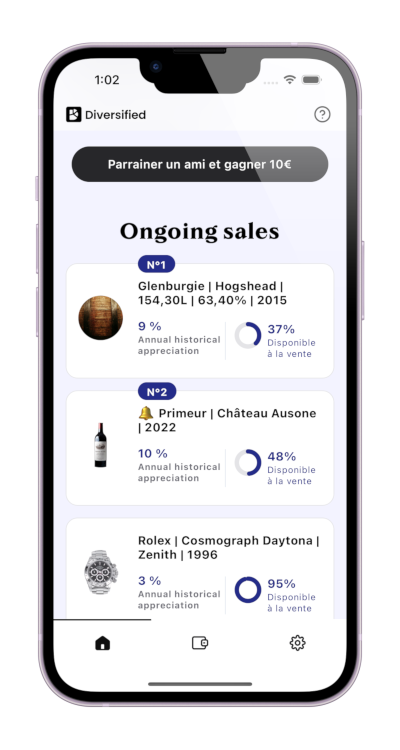 1:02
Diversified
Parrainer un ami et gagner 10€
Ongoing sales
N°1
Glenburgie | Hogshead |
154,30L | 63,40% | 2015
9 %
Annual historical
appreciation
37%
Disponible
à la vente
N°2
🔔 Primeur | Château Ausone
| 2022
10 %
Annual historical
appreciation
48%
Disponible
à la vente
Rolex | Cosmograph Daytona |
Zenith | 1996
3 %
Annual historical
appreciation
95%
Disponible
à la vente